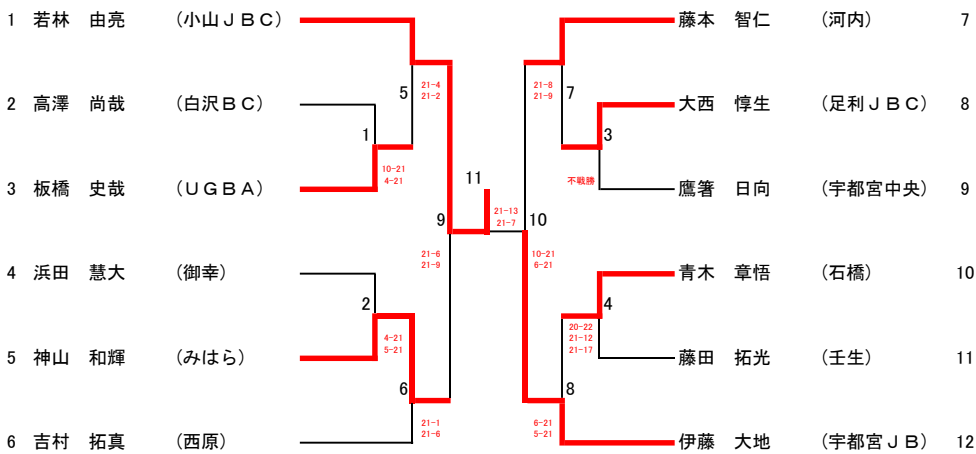 1 若林 由亮 (小山ＪＢＣ) 藤本 智仁 (河内) 7
21-4 21-8
21-2 21-9
5 7
2 高澤 尚哉 (白沢ＢＣ) 大西 惇生 (足利ＪＢＣ) 8
1 3
10-21
4-21
不戦勝
3 板橋 史哉 (ＵＧＢＡ) 鷹箸 日向 (宇都宮中央) 9
11
21-13
21-7
9 10
21-6 10-21
21-9 6-21
4 浜田 慧大 (御幸) 青木 章悟 (石橋) 10
2 4
4-21 20-22
5-21 21-12
21-17
5 神山 和輝 (みはら) 藤田 拓光 (壬生) 11
6 8
21-1 6-21
21-6 5-21
6 吉村 拓真 (西原) 伊藤 大地 (宇都宮ＪＢ) 12